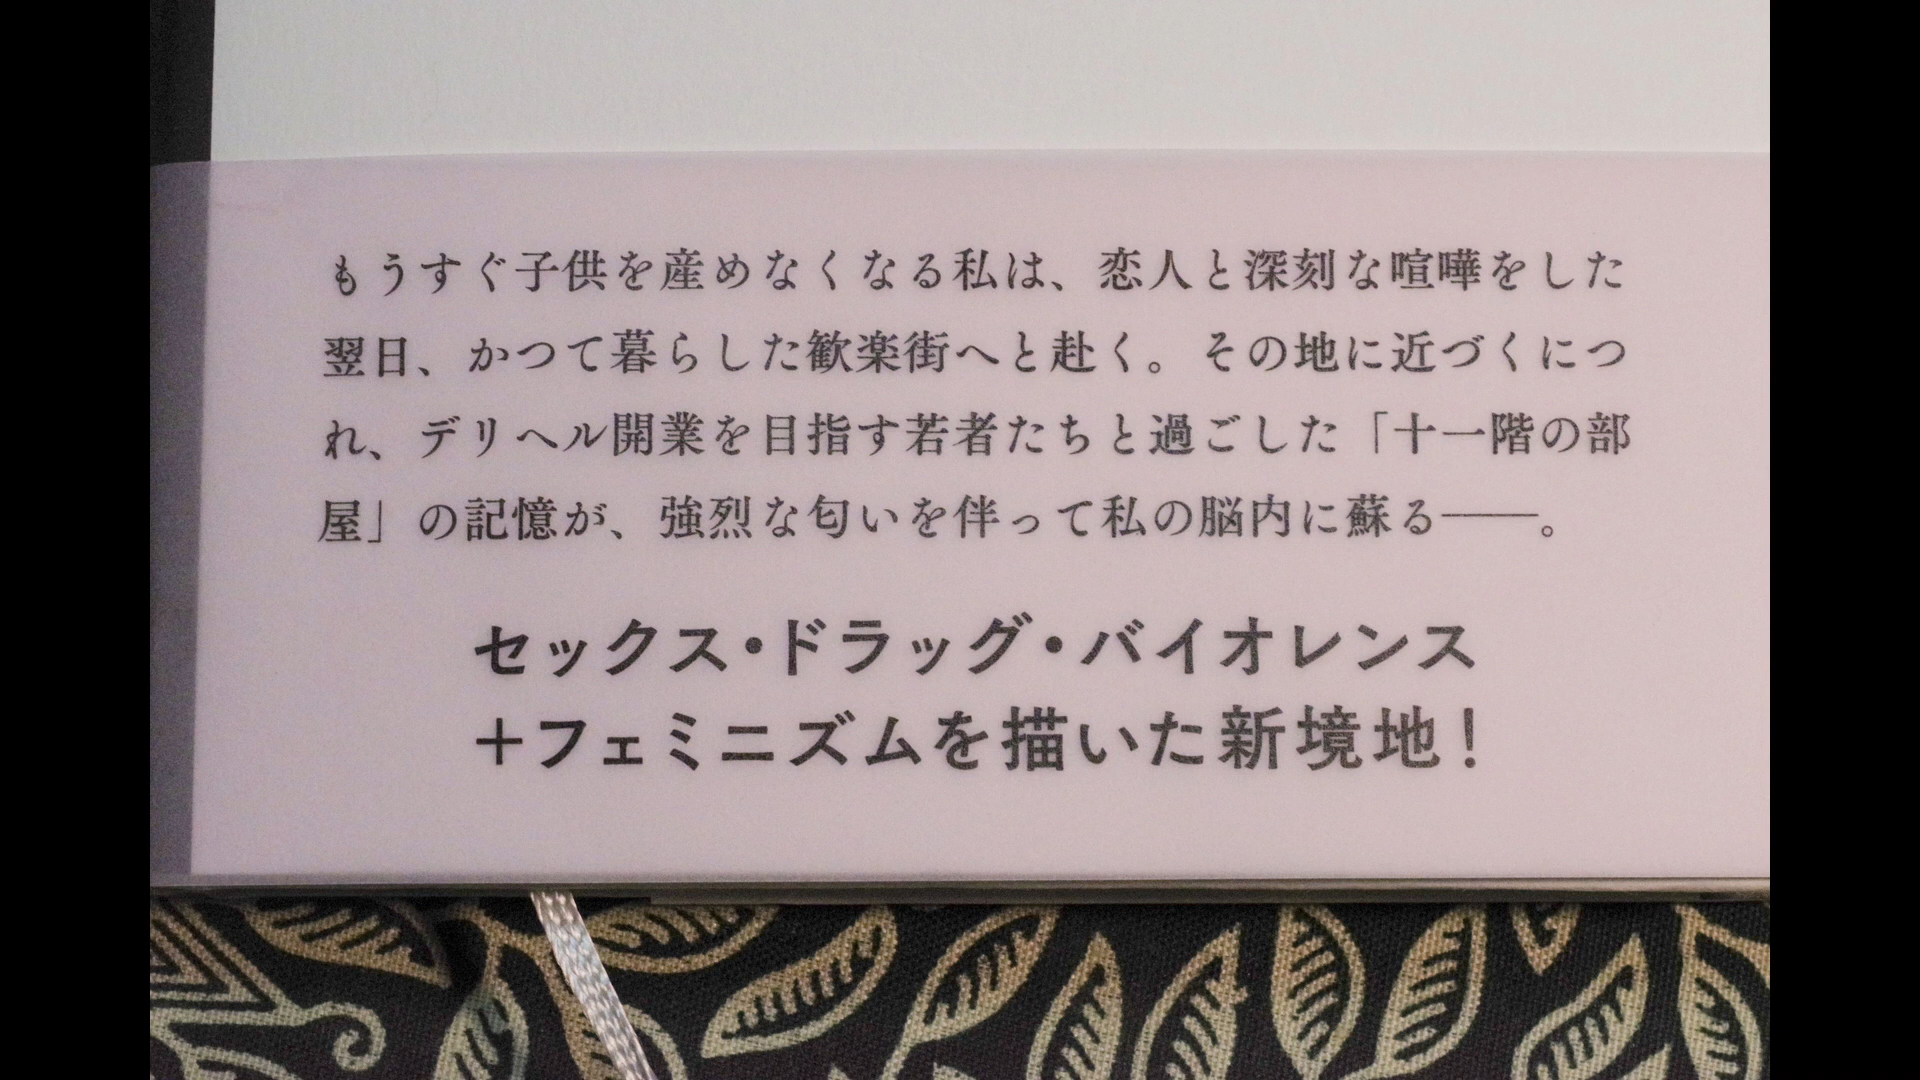 もうすぐ子供を産めなくなる私は、恋人と深刻な喧嘩をした
翌日、かつて暮らした歓楽街へと赴く。その地に近づくにつ
れ、デリヘル開業を目指す若者たちと過ごした「十一階の部
屋」の記憶が、強烈な匂いを伴って私の脳内に蘇る――。
セックス・ドラッグ・バイオレンス
＋フェミニズムを描いた新境地！